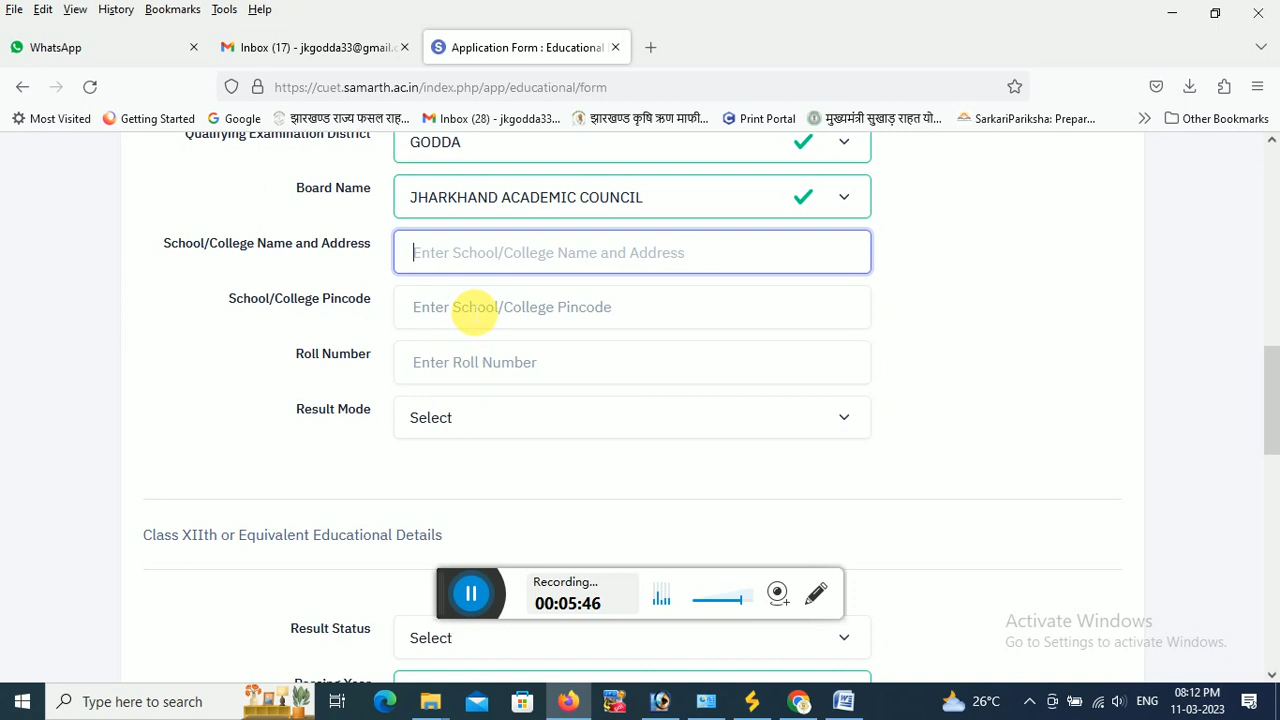 File Edit View History Bookmarks Tools Help
WhatsApp
Inbox (17) - jkgodda33@gmail.c
Application Form : Educational
https://cuet.samarth.ac.in/index.php/app/educational/form
Most Visited
Getting Started
Google
झारखण्ड राज्य फसल राह...
Inbox (28) - jkgodda33...
झारखण्ड कृषि ऋण माफी...
Print Portal
मुख्यमंत्री सुखाड़ राहत यो...
SarkariPariksha: Prepar...
Other Bookmarks
Qualifying Examination District
GODDA
Board Name
JHARKHAND ACADEMIC COUNCIL
School/College Name and Address
Enter School/College Name and Address
School/College Pincode
Enter School/College Pincode
Roll Number
Enter Roll Number
Result Mode
Select
Class XIIth or Equivalent Educational Details
Recording...
00:05:46
Activate Windows
Go to Settings to activate Windows.
Result Status
Select
Passing Year
Type here to search
26°C
ENG
08:12 PM
11-03-2023